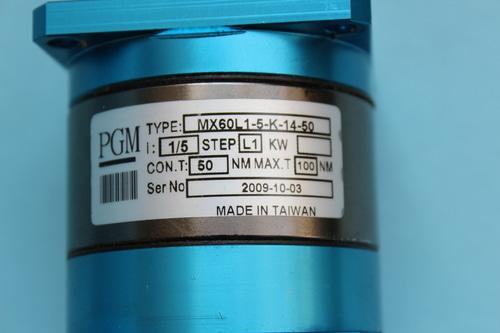 PGM
TYPE: MX60L1-5-K-14-50
I: 1/5 STEP L1 KW
CON.T: 50 NM MAX.T 100 NM
Ser No 2009-10-03
MADE IN TAIWAN